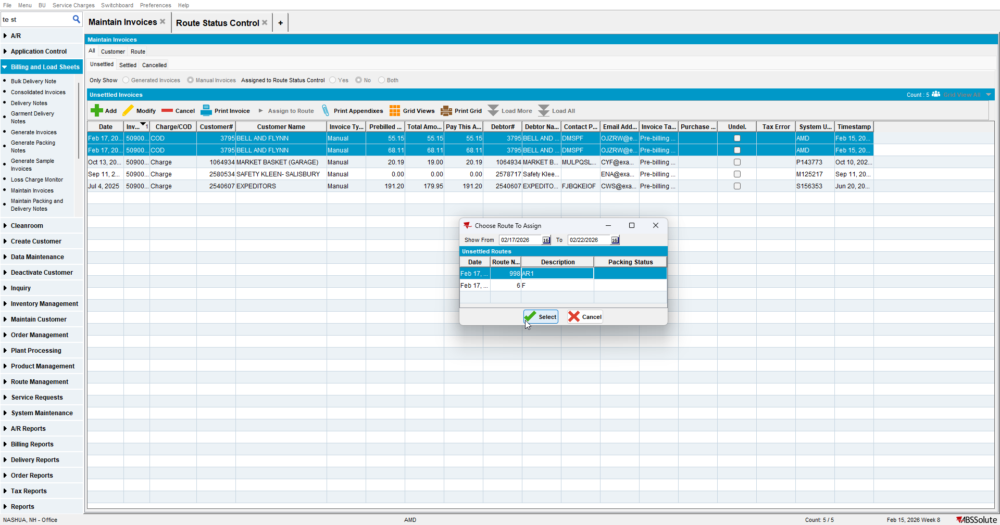 File Menu BU Service Charges Switchboard Preferences Help
te st
Maintain Invoices Route Status Control +
Maintain Invoices
All Customer Route
Unsettled Settled Cancelled
Only Show Generated Invoices Manual Invoices Assigned to Route Status Control Yes No Both
Unsettled Invoices Count : 5 Grid View All
Add Modify Cancel Print Invoice Assign to Route Print Appendixes Grid Views Print Grid Load More Load All
Date Inv... 1 Charge/COD Customer# Customer Name Invoice Ty... Prebilled ... Total Amo... Pay This A... Debtor# Debtor Na... Contact P... Email Add... Invoice Ta... Purchase ... Undel. Tax Error System U... Timestamp
Feb 17, 20... 50900... COD 3795 BELL AND FLYNN Manual 55.15 55.15 55.15 3795 BELL AND ... DMSPF OJZRW@e... Pre-billing ... AMD Feb 15, 20...
Feb 17, 20... 50900... COD 3795 BELL AND FLYNN Manual 68.11 68.11 68.11 3795 BELL AND ... DMSPF OJZRW@e... Pre-billing ... AMD Feb 15, 20...
Oct 13, 20... 50900... Charge 1064934 MARKET BASKET (GARAGE) Manual 20.19 19.00 20.19 1064934 MARKET B... MULPQSL... CYF@exa... Pre-billing ... P143773 Oct 10, 202...
Sep 11, 2... 50900... Charge 2580534 SAFETY KLEEN- SALISBURY Manual 0.00 0.00 0.00 2578717 Safety Klee... ENA@exa... Pre-billing ... M125217 Sep 11, 20...
Jul 4, 2025 50900... Charge 2540607 EXPEDITORS Manual 191.20 179.95 191.20 2540607 EXPEDITO... FJBQKEIOF CWS@exa... Pre-billing ... S156353 Jun 20, 20...
A/R
Application Control
Billing and Load Sheets
Bulk Delivery Note
Consolidated Invoices
Delivery Notes
Garment Delivery
Notes
Generate Invoices
Generate Packing
Notes
Generate Sample
Invoices
Loss Charge Monitor
Maintain Invoices
Maintain Packing and
Delivery Notes
Cleanroom
Create Customer
Data Maintenance
Deactivate Customer
Inquiry
Inventory Management
Maintain Customer
Order Management
Plant Processing
Product Management
Route Management
Service Requests
System Maintenance
A/R Reports
Billing Reports
Delivery Reports
Order Reports
Tax Reports
Reports
Choose Route To Assign
Show From 02/17/2026 16 To 02/22/2026 16
Unsettled Routes
Date Route N... Description Packing Status
Feb 17, ... 998 AR1
Feb 17, ... 6 F
Select Cancel
NASHUA, NH - Office AMD Count: 5 / 5 Feb 15, 2026 Week 8 ABSSolute